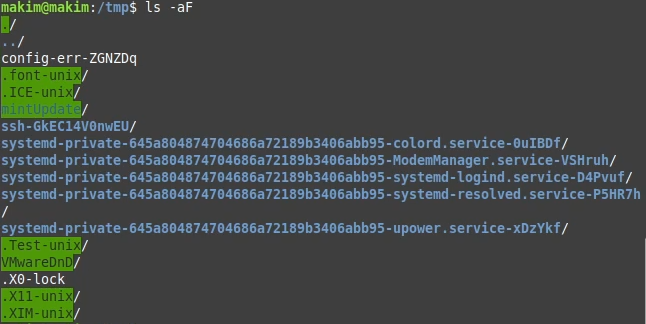 makim@makim:/tmp$ ls -aF
./
../
config-err-ZGNZDq
.font-unix/
.ICE-unix/
mintUpdate/
ssh-GkEC14V0nwEU/
systemd-private-645a804874704686a72189b3406abb95-colord.service-0uIBDf/
systemd-private-645a804874704686a72189b3406abb95-ModemManager.service-VSHruh/
systemd-private-645a804874704686a72189b3406abb95-systemd-logind.service-D4Pvuf/
systemd-private-645a804874704686a72189b3406abb95-systemd-resolved.service-P5HR7h
/
systemd-private-645a804874704686a72189b3406abb95-upower.service-xDzYkf/
.Test-unix/
VMwareDnD/
.X0-lock
.X11-unix/
.XIM-unix/